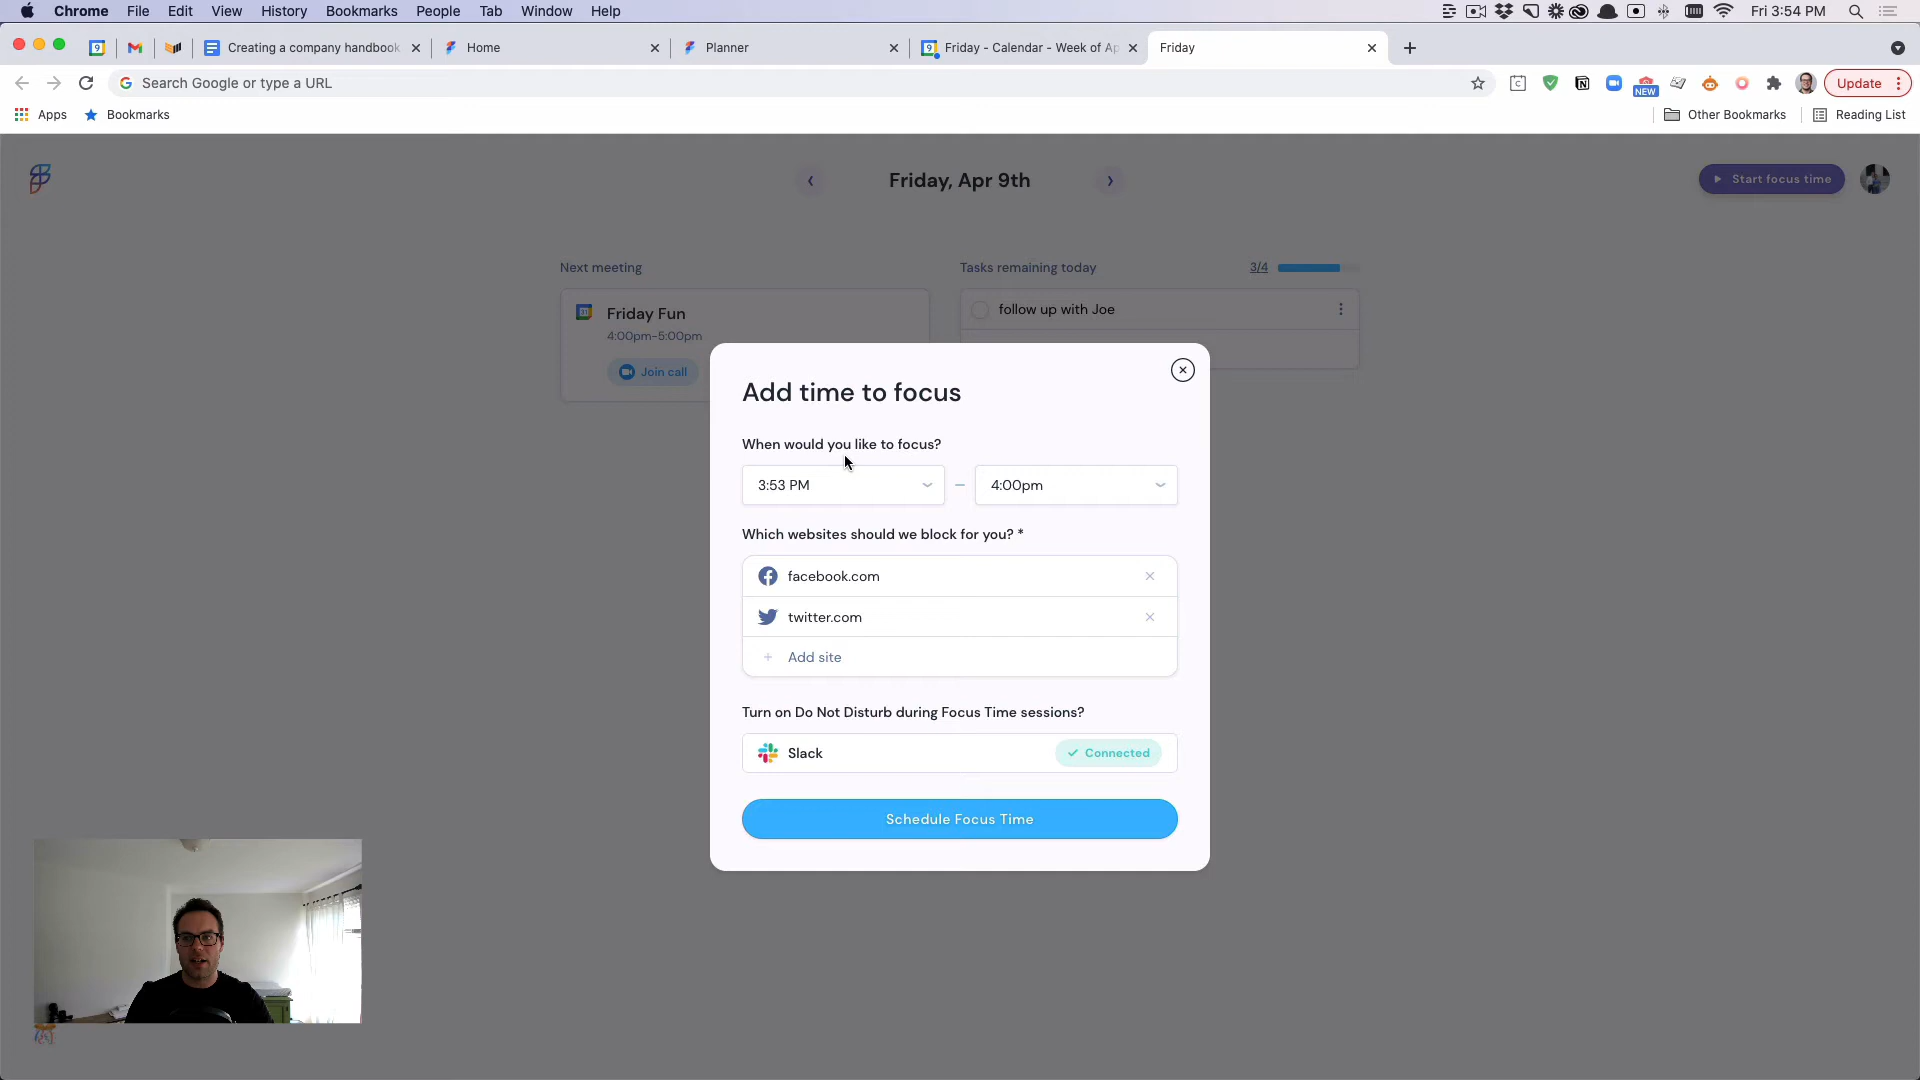 Chrome File Edit View History Bookmarks People Tab Window Help Fri 3:54 PM
Creating a company handbook Home Planner Friday - Calendar - Week of Ap Friday
Search Google or type a URL NEW Update
Apps Bookmarks Other Bookmarks Reading List
Friday, Apr 9th
Start focus time
Next meeting
Friday Fun
4:00pm-5:00pm
Join call
Tasks remaining today 3/4
follow up with Joe
Add time to focus
When would you like to focus?
3:53 PM – 4:00pm
Which websites should we block for you? *
facebook.com
twitter.com
+ Add site
Turn on Do Not Disturb during Focus Time sessions?
Slack Connected
Schedule Focus Time